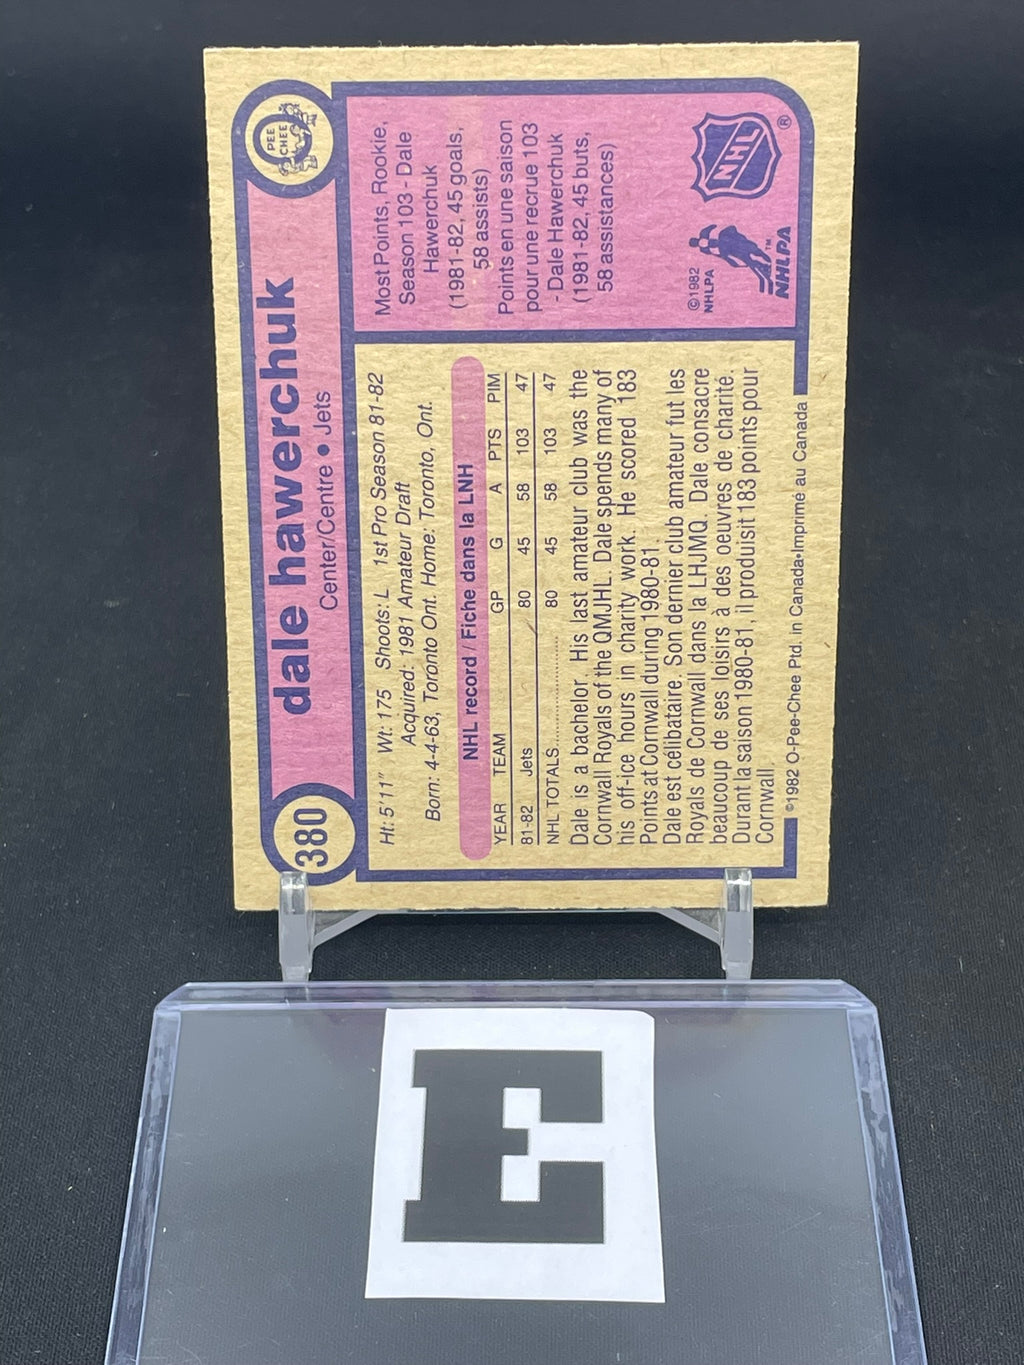 380
dale hawerchuk
Center/Centre • Jets
O
PEE
CHEE
Ht: 5'11" Wt: 175 Shoots: L 1st Pro Season 81-82
Acquired: 1981 Amateur Draft
Born: 4-4-63, Toronto Ont. Home: Toronto, Ont.
NHL record / Fiche dans la LNH
YEAR TEAM GP G A PTS PIM
81-82 Jets 80 45 58 103 47
NHL TOTALS.................. 80 45 58 103 47
Dale is a bachelor. His last amateur club was the
Cornwall Royals of the QMJHL. Dale spends many of
his off-ice hours in charity work. He scored 183
Points at Cornwall during 1980-81.
Dale est célibataire. Son dernier club amateur fut les
Royals de Cornwall dans la LHJMQ. Dale consacre
beaucoup de ses loisirs à des oeuvres de charité.
Durant la saison 1980-81, il produisit 183 points pour
Cornwall.
©1982 O-Pee-Chee Ptd. in Canada•Imprimé au Canada
Most Points, Rookie,
Season 103 - Dale
Hawerchuk
(1981-82, 45 goals,
58 assists)
Points en une saison
pour une recrue 103
- Dale Hawerchuk
(1981-82, 45 buts,
58 assistances)
©1982
NHLPA
NHLPA™
NHL®
E